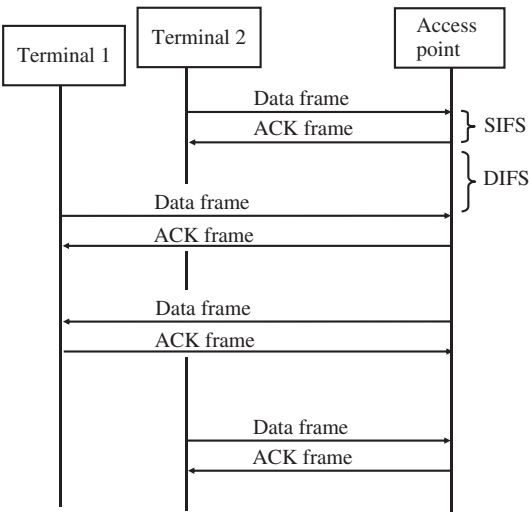 Terminal 1
Terminal 2
Access
point
Data frame
ACK frame
SIFS
DIFS
Data frame
ACK frame
Data frame
ACK frame
Data frame
ACK frame